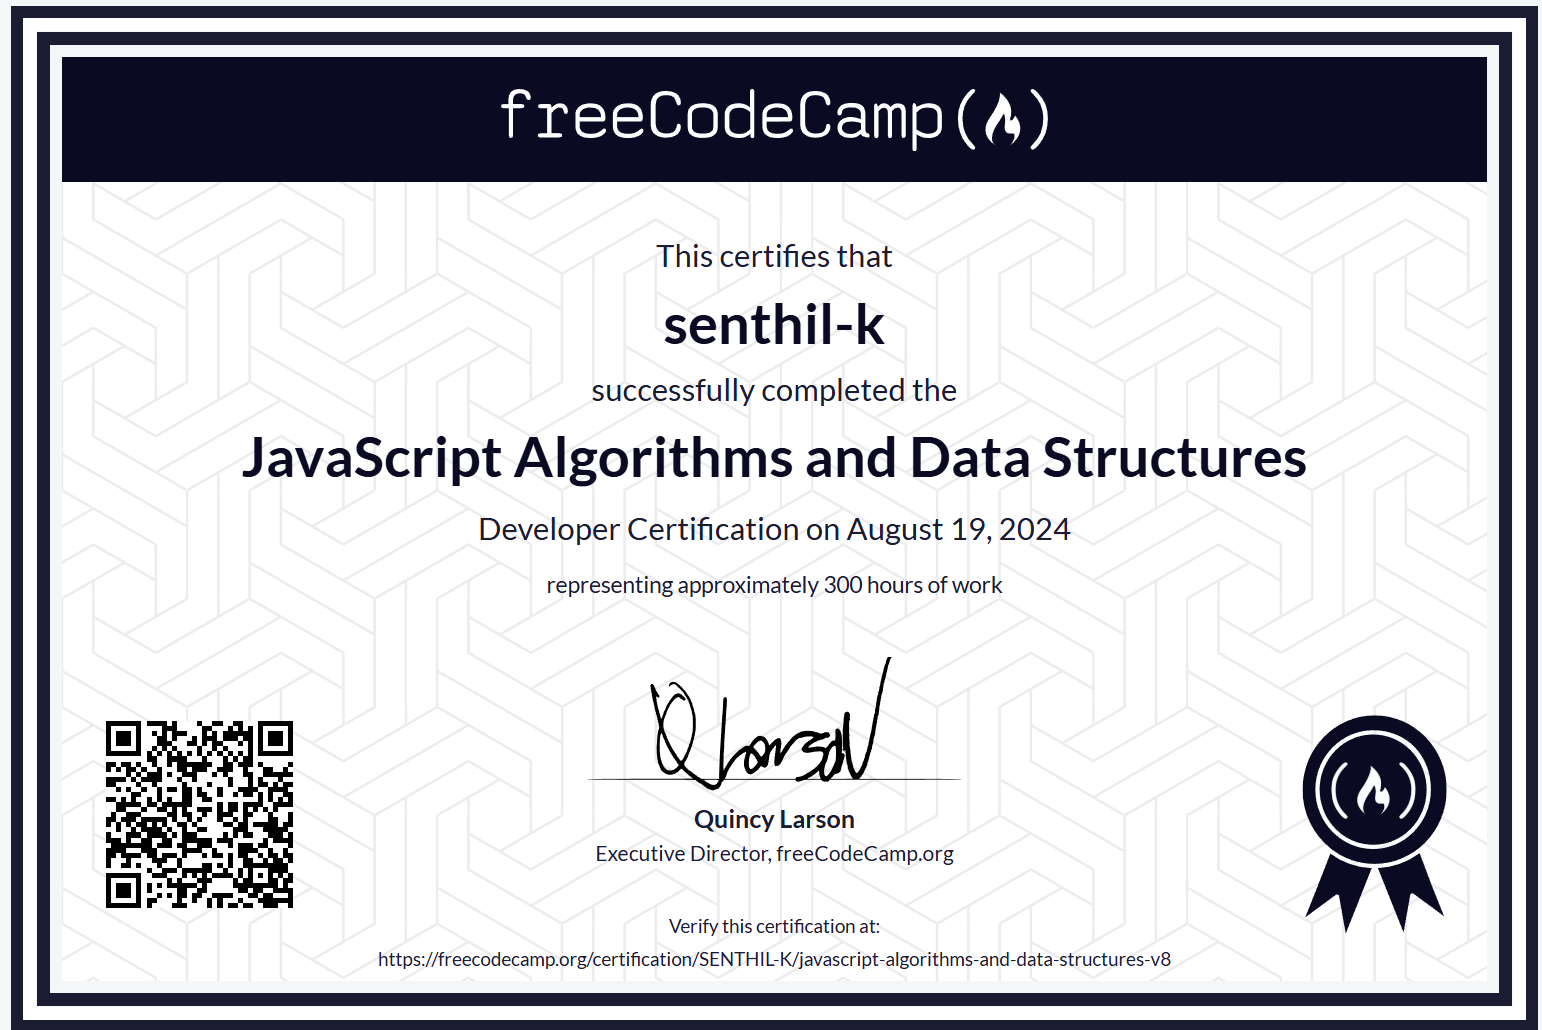 freeCodeCamp
This certifies that
senthil-k
successfully completed the
JavaScript Algorithms and Data Structures
Developer Certification on August 19, 2024
representing approximately 300 hours of work
Q Larson
Quincy Larson
Executive Director, freeCodeCamp.org
Verify this certification at:
https://freecodecamp.org/certification/SENTHIL-K/javascript-algorithms-and-data-structures-v8